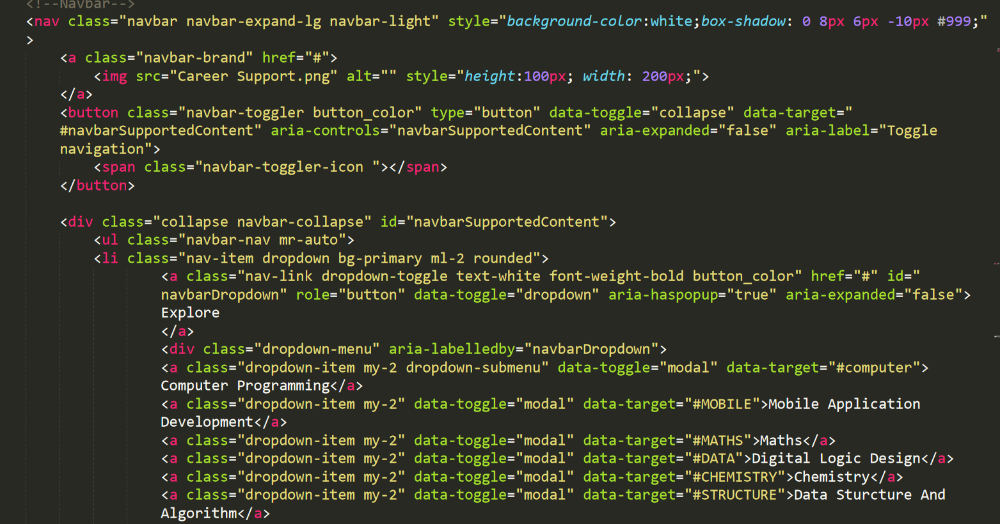 <!--Navbar-->
<nav class="navbar navbar-expand-lg navbar-light" style="background-color:white;box-shadow: 0 8px 6px -10px #999;"
>
<a class="navbar-brand" href="#">
<img src="Career Support.png" alt="" style="height:100px; width: 200px;">
</a>
<button class="navbar-toggler button_color" type="button" data-toggle="collapse" data-target="
#navbarSupportedContent" aria-controls="navbarSupportedContent" aria-expanded="false" aria-label="Toggle
navigation">
<span class="navbar-toggler-icon "></span>
</button>
<div class="collapse navbar-collapse" id="navbarSupportedContent">
<ul class="navbar-nav mr-auto">
<li class="nav-item dropdown bg-primary ml-2 rounded">
<a class="nav-link dropdown-toggle text-white font-weight-bold button_color" href="#" id="
navbarDropdown" role="button" data-toggle="dropdown" aria-haspopup="true" aria-expanded="false">
Explore
</a>
<div class="dropdown-menu" aria-labelledby="navbarDropdown">
<a class="dropdown-item my-2 dropdown-submenu" data-toggle="modal" data-target="#computer">
Computer Programming</a>
<a class="dropdown-item my-2" data-toggle="modal" data-target="#MOBILE">Mobile Application
Development</a>
<a class="dropdown-item my-2" data-toggle="modal" data-target="#MATHS">Maths</a>
<a class="dropdown-item my-2" data-toggle="modal" data-target="#DATA">Digital Logic Design</a>
<a class="dropdown-item my-2" data-toggle="modal" data-target="#CHEMISTRY">Chemistry</a>
<a class="dropdown-item my-2" data-toggle="modal" data-target="#STRUCTURE">Data Sturcture And
Algorithm</a>